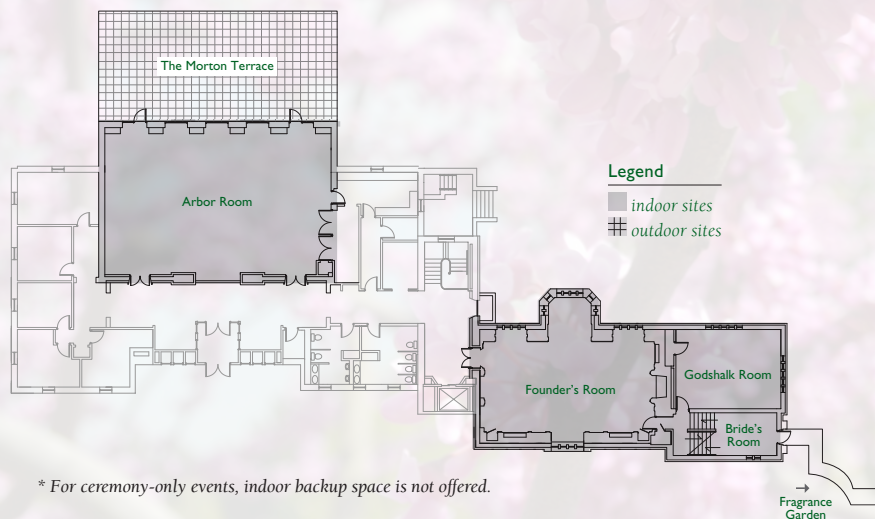 The Morton Terrace
Arbor Room
Legend
indoor sites
outdoor sites
Founder's Room
Godshalk Room
Bride's
Room
* For ceremony-only events, indoor backup space is not offered.
Fragrance
Garden